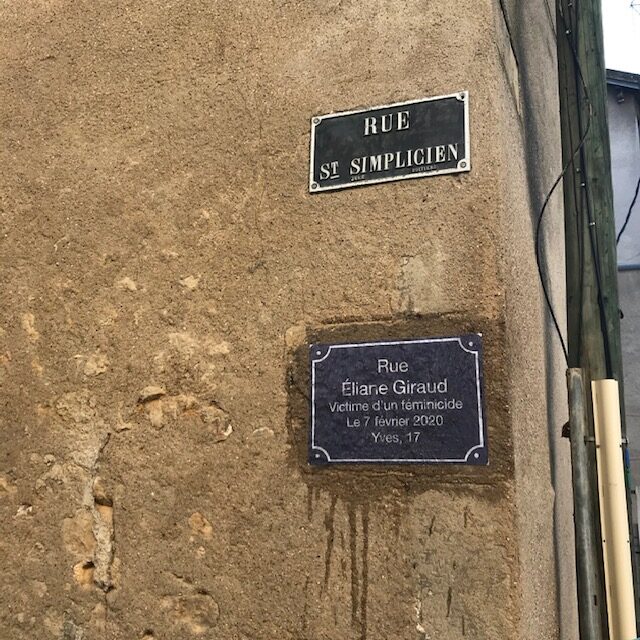 RUE
ST SIMPLICIEN
Rue
Éliane Giraud
Victime d'un féminicide
Le 7 février 2020
Yves, 17